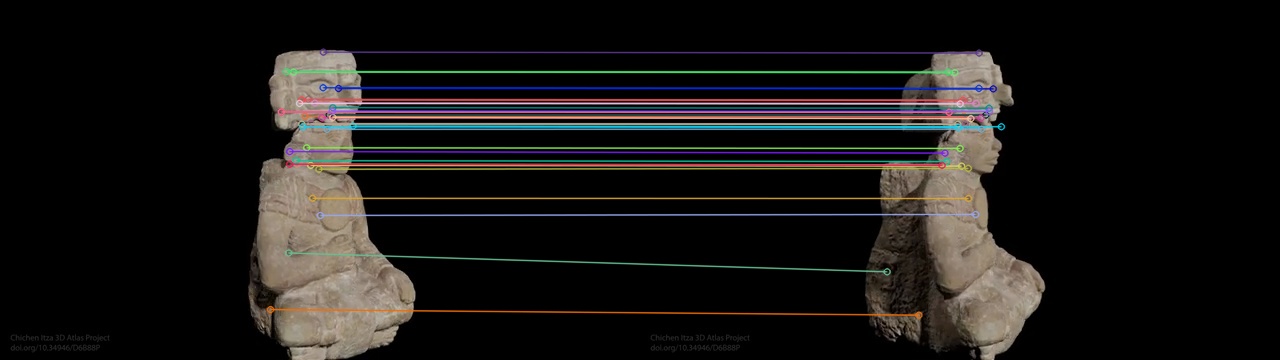 Chichen Itza 3D Atlas Project
doi.org/10.34946/D6B88P
Chichen Itza 3D Atlas Project
doi.org/10.34946/D6B88P